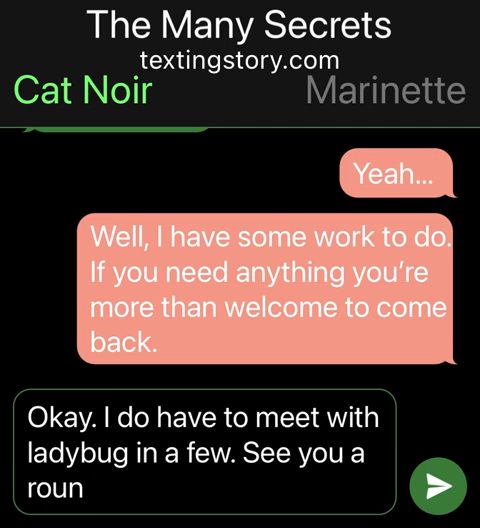 The Many Secrets
textingstory.com
Cat Noir
Marinette
Yeah...
Well, I have some work to do.
If you need anything you're
more than welcome to come
back.
Okay. I do have to meet with
ladybug in a few. See you a
roun